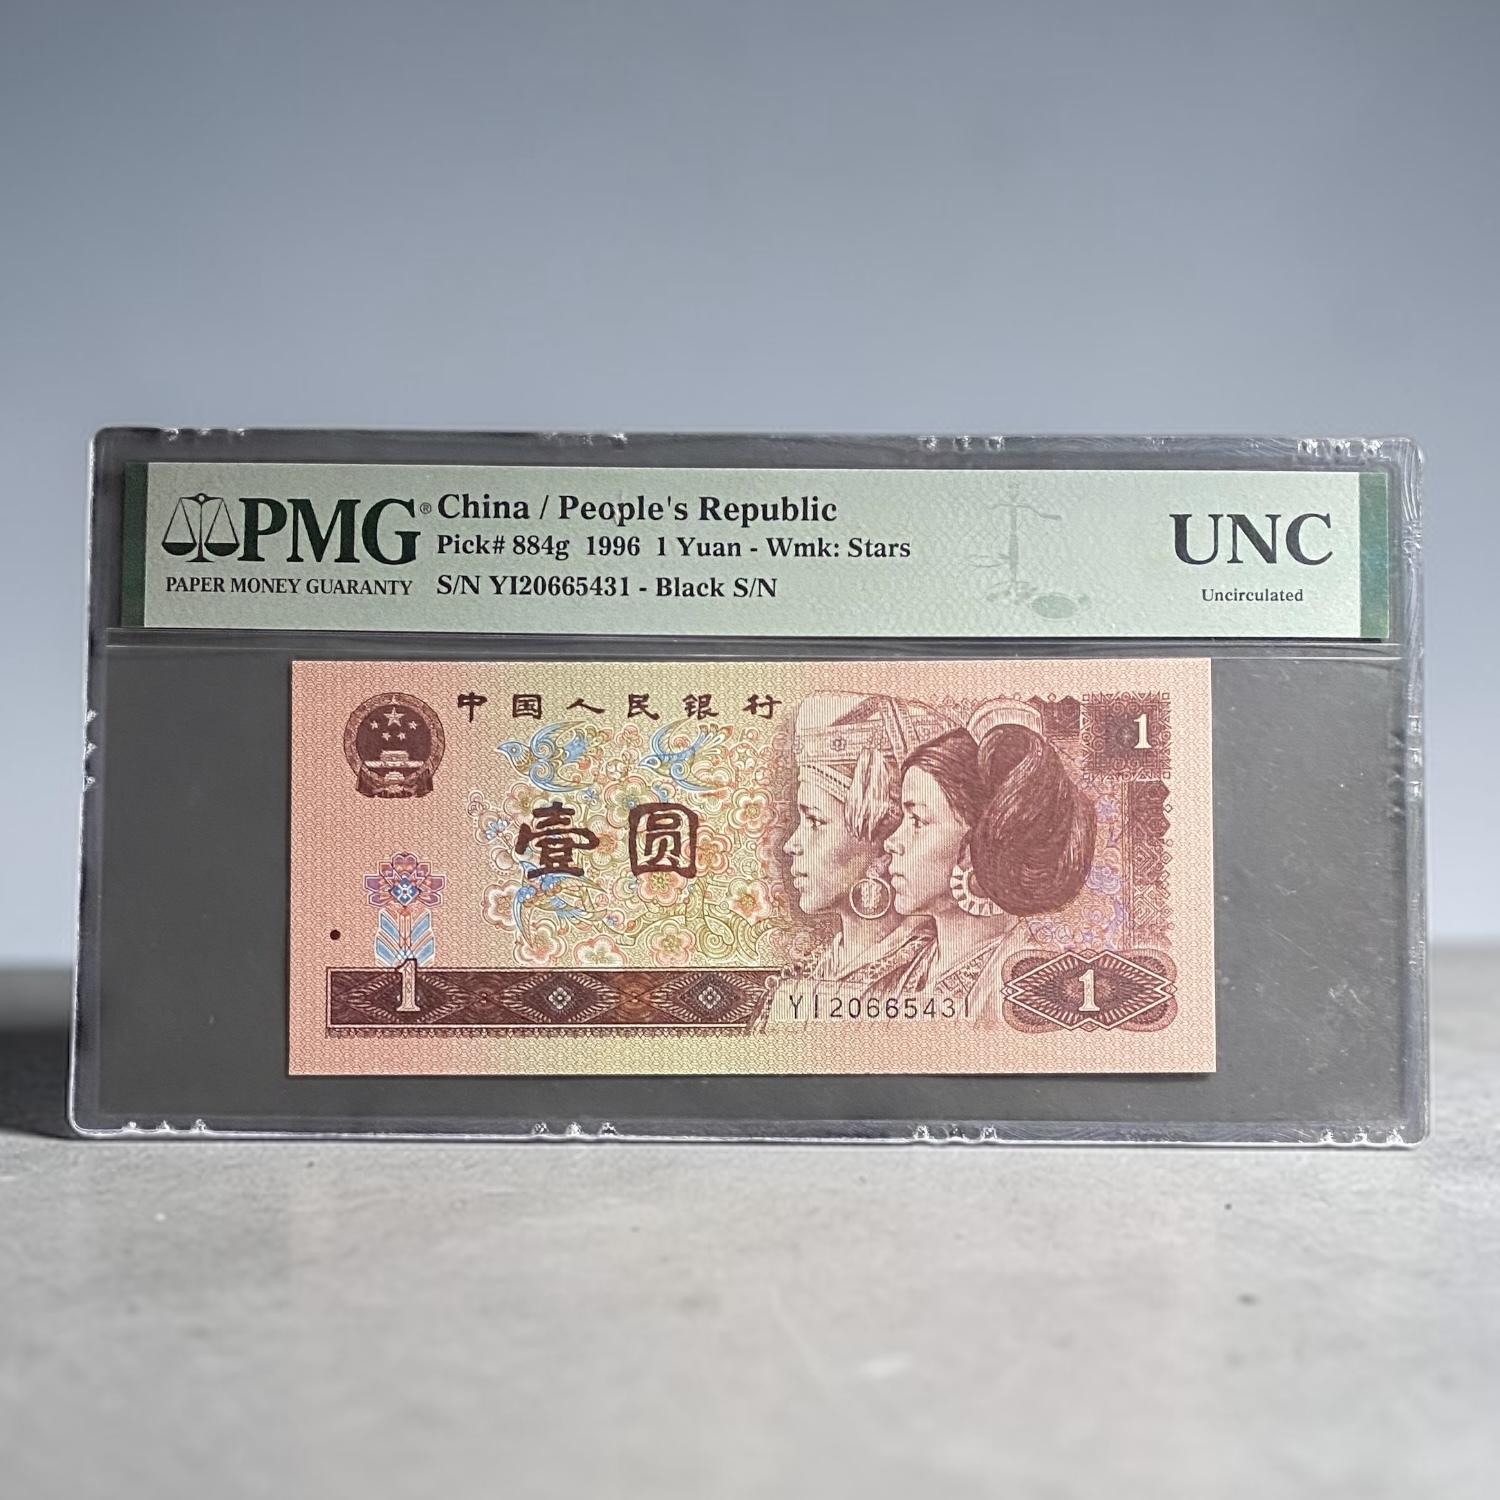 PMG®
PAPER MONEY GUARANTY
China / People's Republic
Pick# 884g 1996 1 Yuan - Wmk: Stars
S/N YI20665431 - Black S/N
UNC
Uncirculated
中国人民银行
1
壹圆
1
YI20665431
1